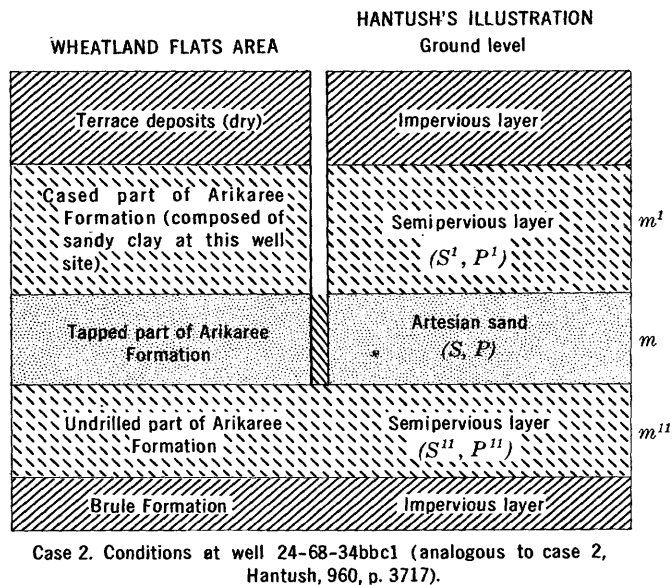 HANTUSH'S ILLUSTRATION
WHEATLAND FLATS AREA
Ground level
Terrace deposits (dry)
Impervious layer
Cased part of Arikaree
Formation (composed of
sandy clay at this well
site)
Semipervious layer
(S¹, P¹)
m¹
Tapped part of Arikaree
Formation
Artesian sand
(S, P)
m
Undrilled part of Arikaree
Formation
Semipervious layer
(S¹¹, P¹¹)
m¹¹
Brule Formation
Impervious layer
Case 2. Conditions at well 24-68-34bbc1 (analogous to case 2,
Hantush, 960, p. 3717).